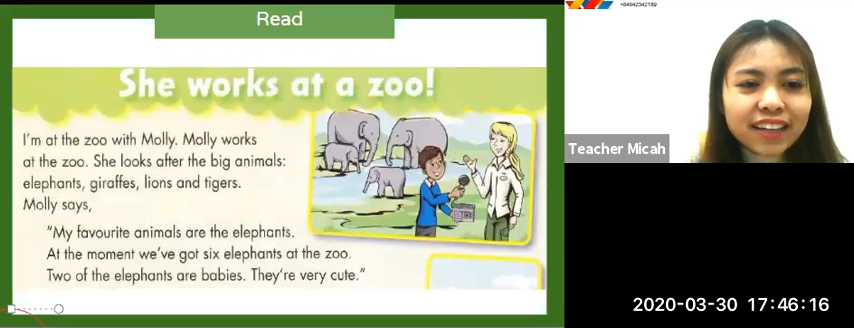 Read
She works at a zoo!
I'm at the zoo with Molly. Molly works
at the zoo. She looks after the big animals:
elephants, giraffes, lions and tigers.
Molly says,
"My favourite animals are the elephants.
At the moment we've got six elephants at the zoo.
Two of the elephants are babies. They're very cute."
Teacher Micah
2020-03-30 17:46:16